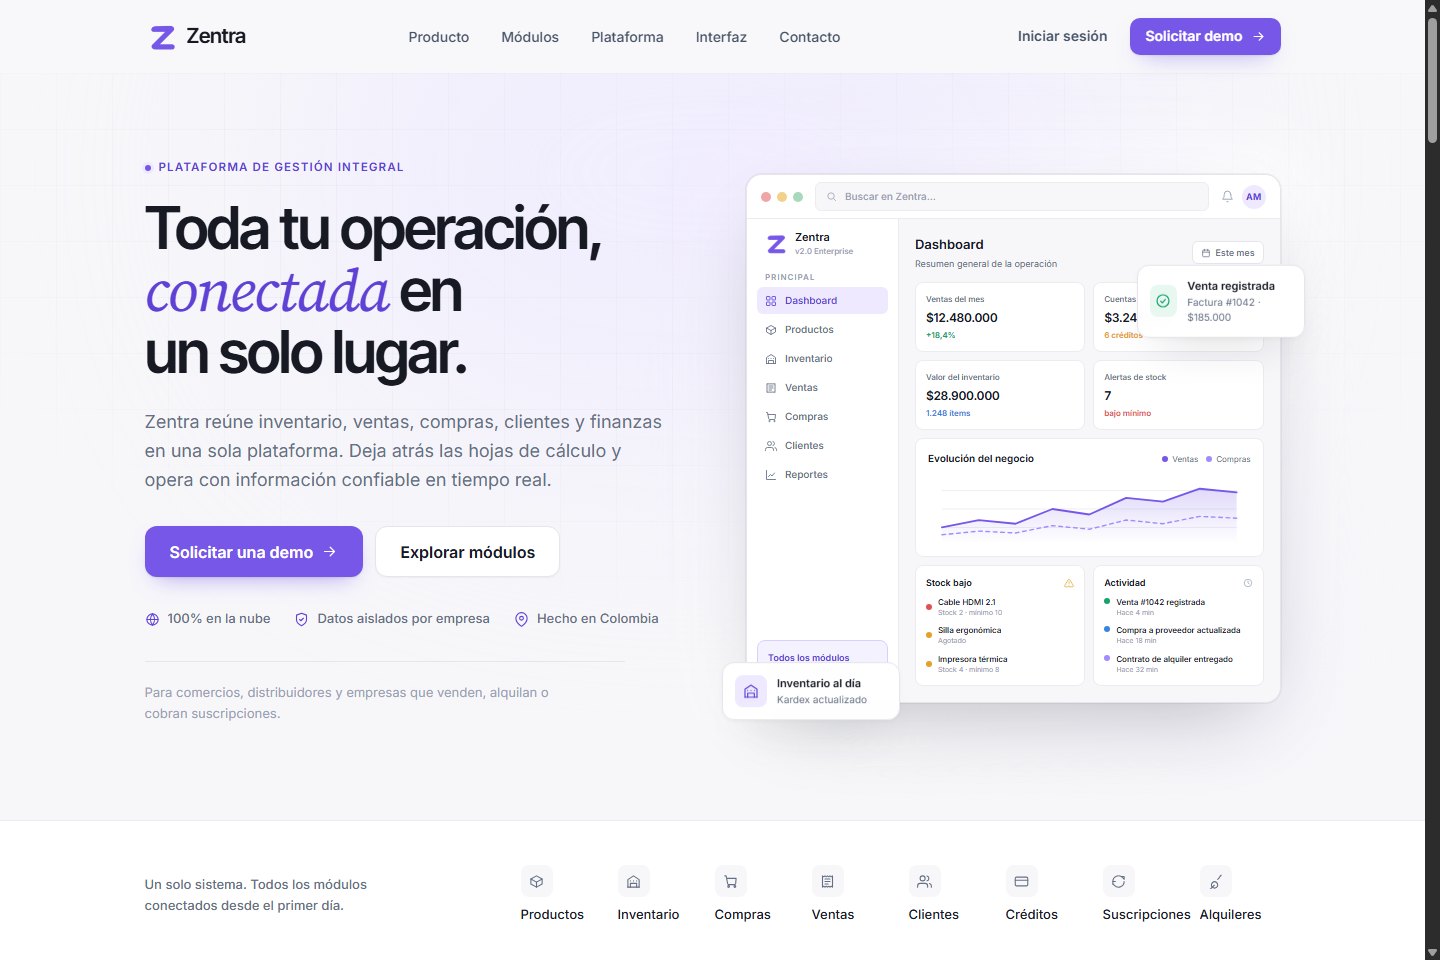 Zentra
Producto
Módulos
Plataforma
Interfaz
Contacto
Iniciar sesión
Solicitar demo
PLATAFORMA DE GESTIÓN INTEGRAL
Toda tu operación,
conectada en
un solo lugar.
Zentra reúne inventario, ventas, compras, clientes y finanzas
en una sola plataforma. Deja atrás las hojas de cálculo y
opera con información confiable en tiempo real.
Solicitar una demo
Explorar módulos
100% en la nube
Datos aislados por empresa
Hecho en Colombia
Para comercios, distribuidores y empresas que venden, alquilan o
cobran suscripciones.
Buscar en Zentra...
AM
Zentra
v2.0 Enterprise
PRINCIPAL
Dashboard
Productos
Inventario
Ventas
Compras
Clientes
Reportes
Todos los módulos
Inventario al día
Kardex actualizado
Dashboard
Resumen general de la operación
Este mes
Venta registrada
Factura #1042 ·
$185.000
Ventas del mes
$12.480.000
+18,4%
Cuentas
$3.24
6 créditos
Valor del inventario
$28.900.000
1.248 ítems
Alertas de stock
7
bajo mínimo
Evolución del negocio
Ventas
Compras
Stock bajo
Cable HDMI 2.1
Stock 2 · mínimo 10
Silla ergonómica
Agotado
Impresora térmica
Stock 4 · mínimo 8
Actividad
Venta #1042 registrada
Hace 4 min
Compra a proveedor actualizada
Hace 18 min
Contrato de alquiler entregado
Hace 32 min
Un solo sistema. Todos los módulos
conectados desde el primer día.
Productos
Inventario
Compras
Ventas
Clientes
Créditos
Suscripciones
Alquileres